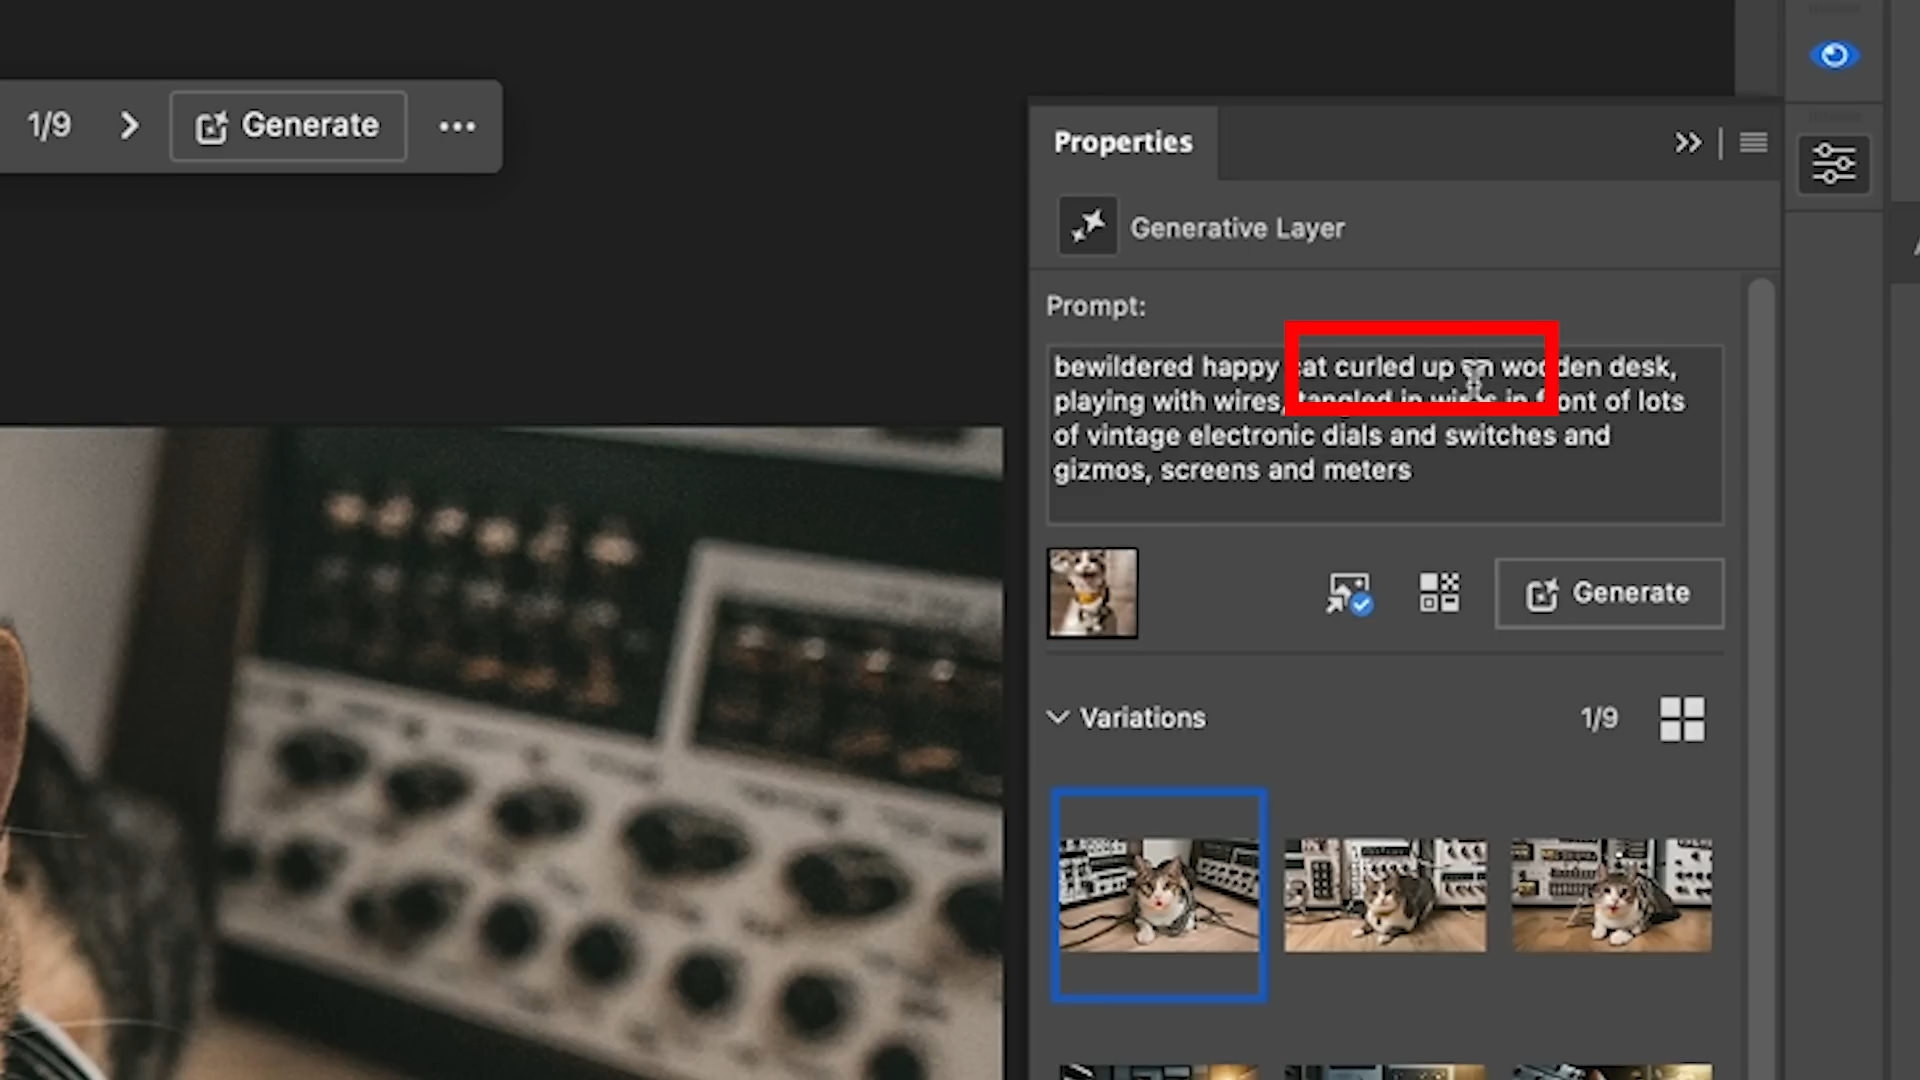 1/9
Generate
Properties
Generative Layer
Prompt:
bewildered happy cat curled up on wooden desk,
playing with wires, tangled in wires in front of lots
of vintage electronic dials and switches and
gizmos, screens and meters
Generate
Variations
1/9